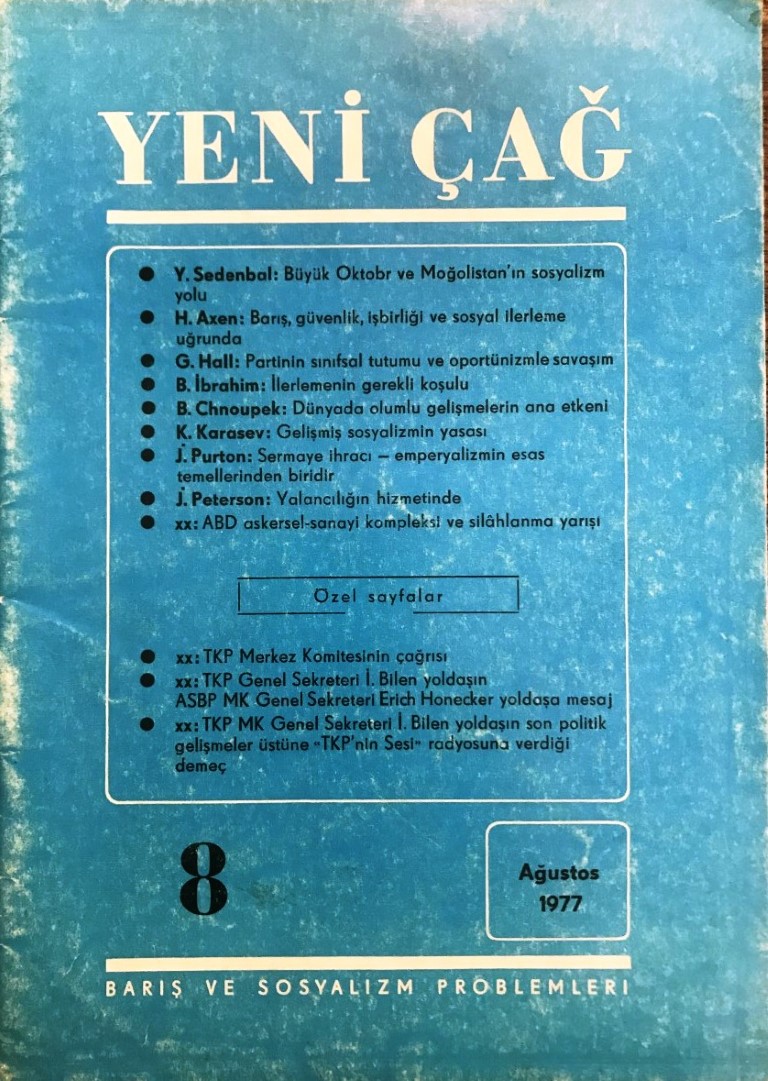 YENİ ÇAĞ
● Y. Sedenbal: Büyük Oktobr ve Moğolistan'ın sosyalizm
yolu
● H. Axen: Barış, güvenlik, işbirliği ve sosyal ilerleme
uğrunda
● G. Hall: Partinin sınıfsal tutumu ve oportünizmle savaşım
● B. İbrahim: İlerlemenin gerekli koşulu
● B. Chnoupek: Dünyada olumlu gelişmelerin ana etkeni
● K. Karasev: Gelişmiş sosyalizmin yasası
● J. Purton: Sermaye ihracı – emperyalizmin esas
temellerinden biridir
● J. Peterson: Yalancılığın hizmetinde
● xx: ABD askersel-sanayi kompleksi ve silâhlanma yarışı
Özel sayfalar
● xx: TKP Merkez Komitesinin çağrısı
● xx: TKP Genel Sekreteri İ. Bilen yoldaşın
ASBP MK Genel Sekreteri Erich Honecker yoldaşa mesaj
● xx: TKP MK Genel Sekreteri İ. Bilen yoldaşın son politik
gelişmeler üstüne «TKP'nin Sesi» radyosuna verdiği
demeç
8
Ağustos
1977
BARIŞ VE SOSYALİZM PROBLEMLERİ